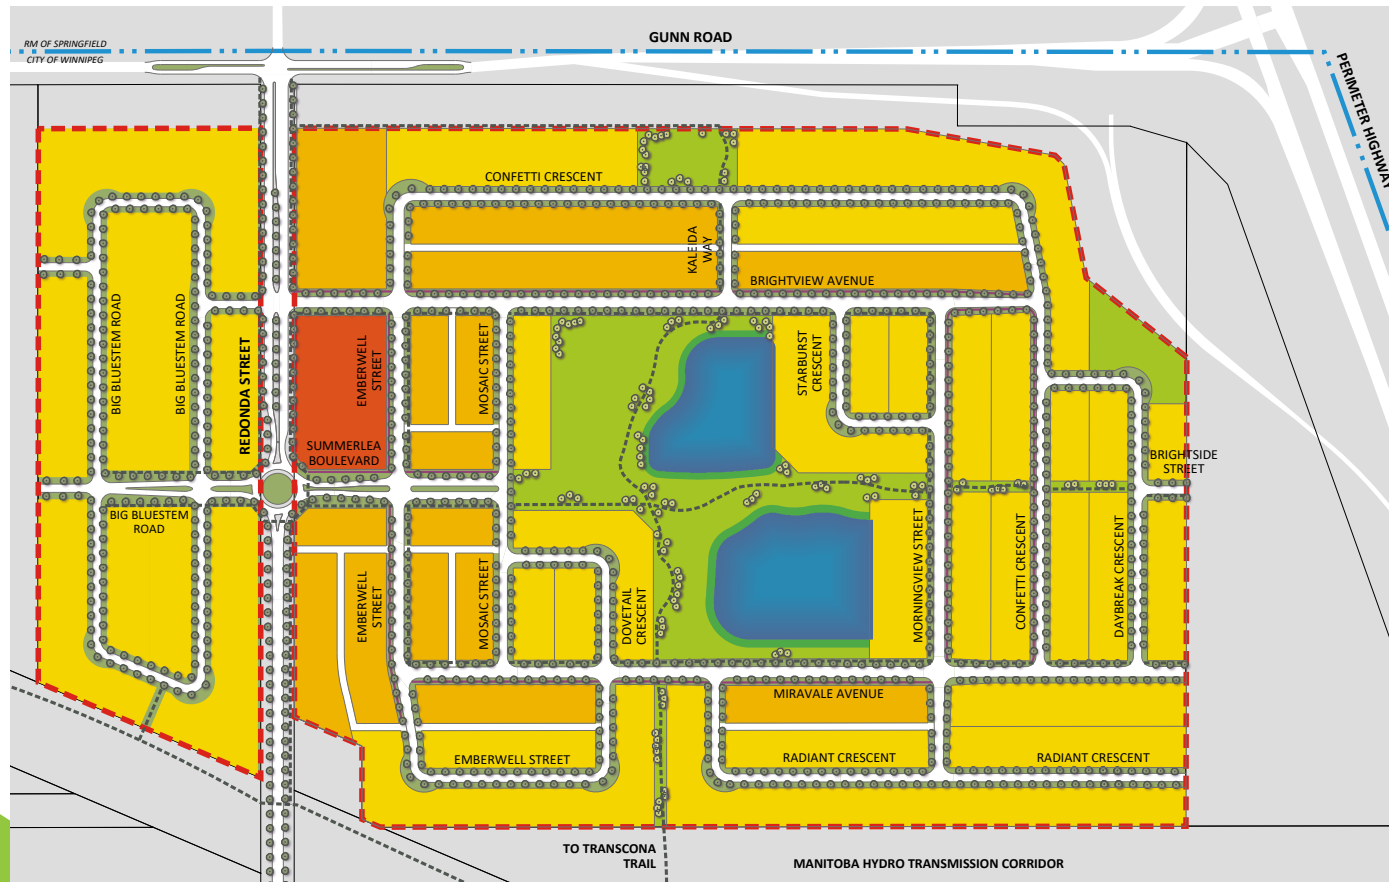 RM OF SPRINGFIELD
CITY OF WINNIPEG
GUNN ROAD
PERIMETER HIGHWAY
CONFETTI CRESCENT
KALEIDA
WAY
BRIGHTVIEW AVENUE
BIG BLUESTEM ROAD
BIG BLUESTEM ROAD
REDONDA STREET
EMBERWELL
STREET
MOSAIC STREET
STARBURST
CRESCENT
SUMMERLEA
BOULEVARD
BRIGHTSIDE
STREET
BIG BLUESTEM
ROAD
EMBERWELL
STREET
MOSAIC STREET
DOVETAIL
CRESCENT
MORNINGVIEW STREET
CONFETTI CRESCENT
DAYBREAK CRESCENT
MIRAVALE AVENUE
EMBERWELL STREET
RADIANT CRESCENT
RADIANT CRESCENT
TO TRANSCONA
TRAIL
MANITOBA HYDRO TRANSMISSION CORRIDOR